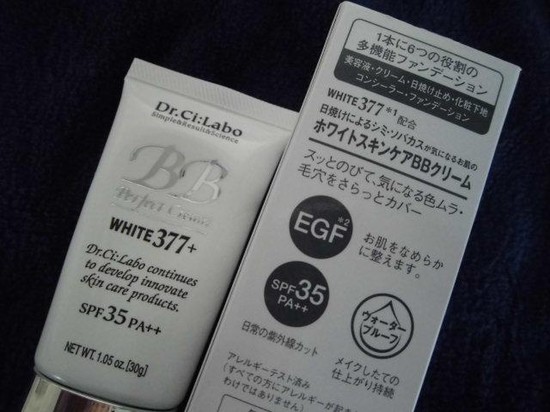 Dr.Ci:Labo
Simple&Result&Science
BB
Perfect Cream
WHITE377+
Dr.Ci:Labo continues
to develop innovate
skin care products.
SPF35 PA++
NET WT. 1.05 oz. [30g]
1本に6つの役割の
多機能ファンデーション
美容液・クリーム・日焼け止め・化粧下地
コンシーラー・ファンデーション
WHITE377*1配合
日焼けによるシミ・ソバカスが気になるお肌の
ホワイトスキンケアBBクリーム
スッとのびて、気になる色ムラ・
毛穴をさらっとカバー
EGF*2
お肌をなめらか
に整えます。
SPF35
PA++
日常の紫外線カット
ウォーター
プルーフ
メイクしたての
仕上がり持続
アレルギーテスト済み
(すべての方にアレルギーが起き
わけではありません)